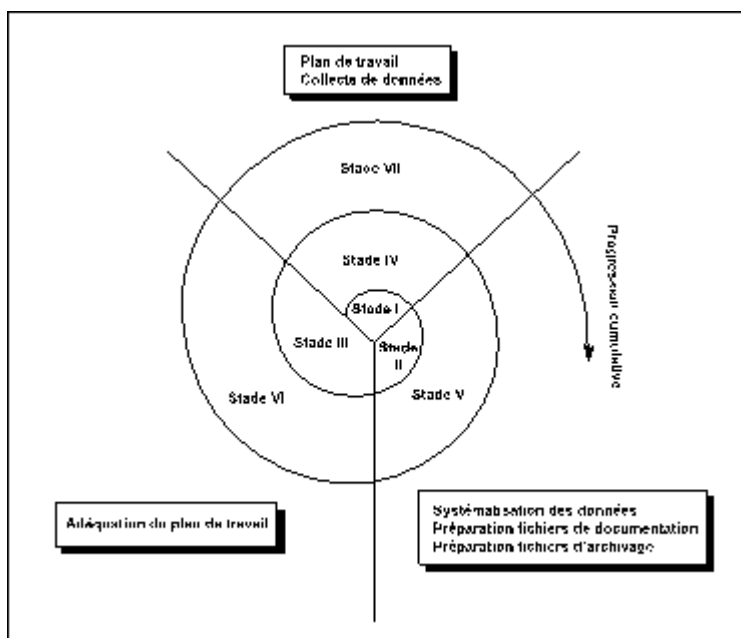 Plan de travail
Collecte de données
Stade VII
Progression cumulative
Stade IV
Stade I
Stade III
Stade
II
Stade VI
Stade V
Adéquation du plan de travail
Systématisation des données
Préparation fichiers de documentation
Préparation fichiers d'archivage